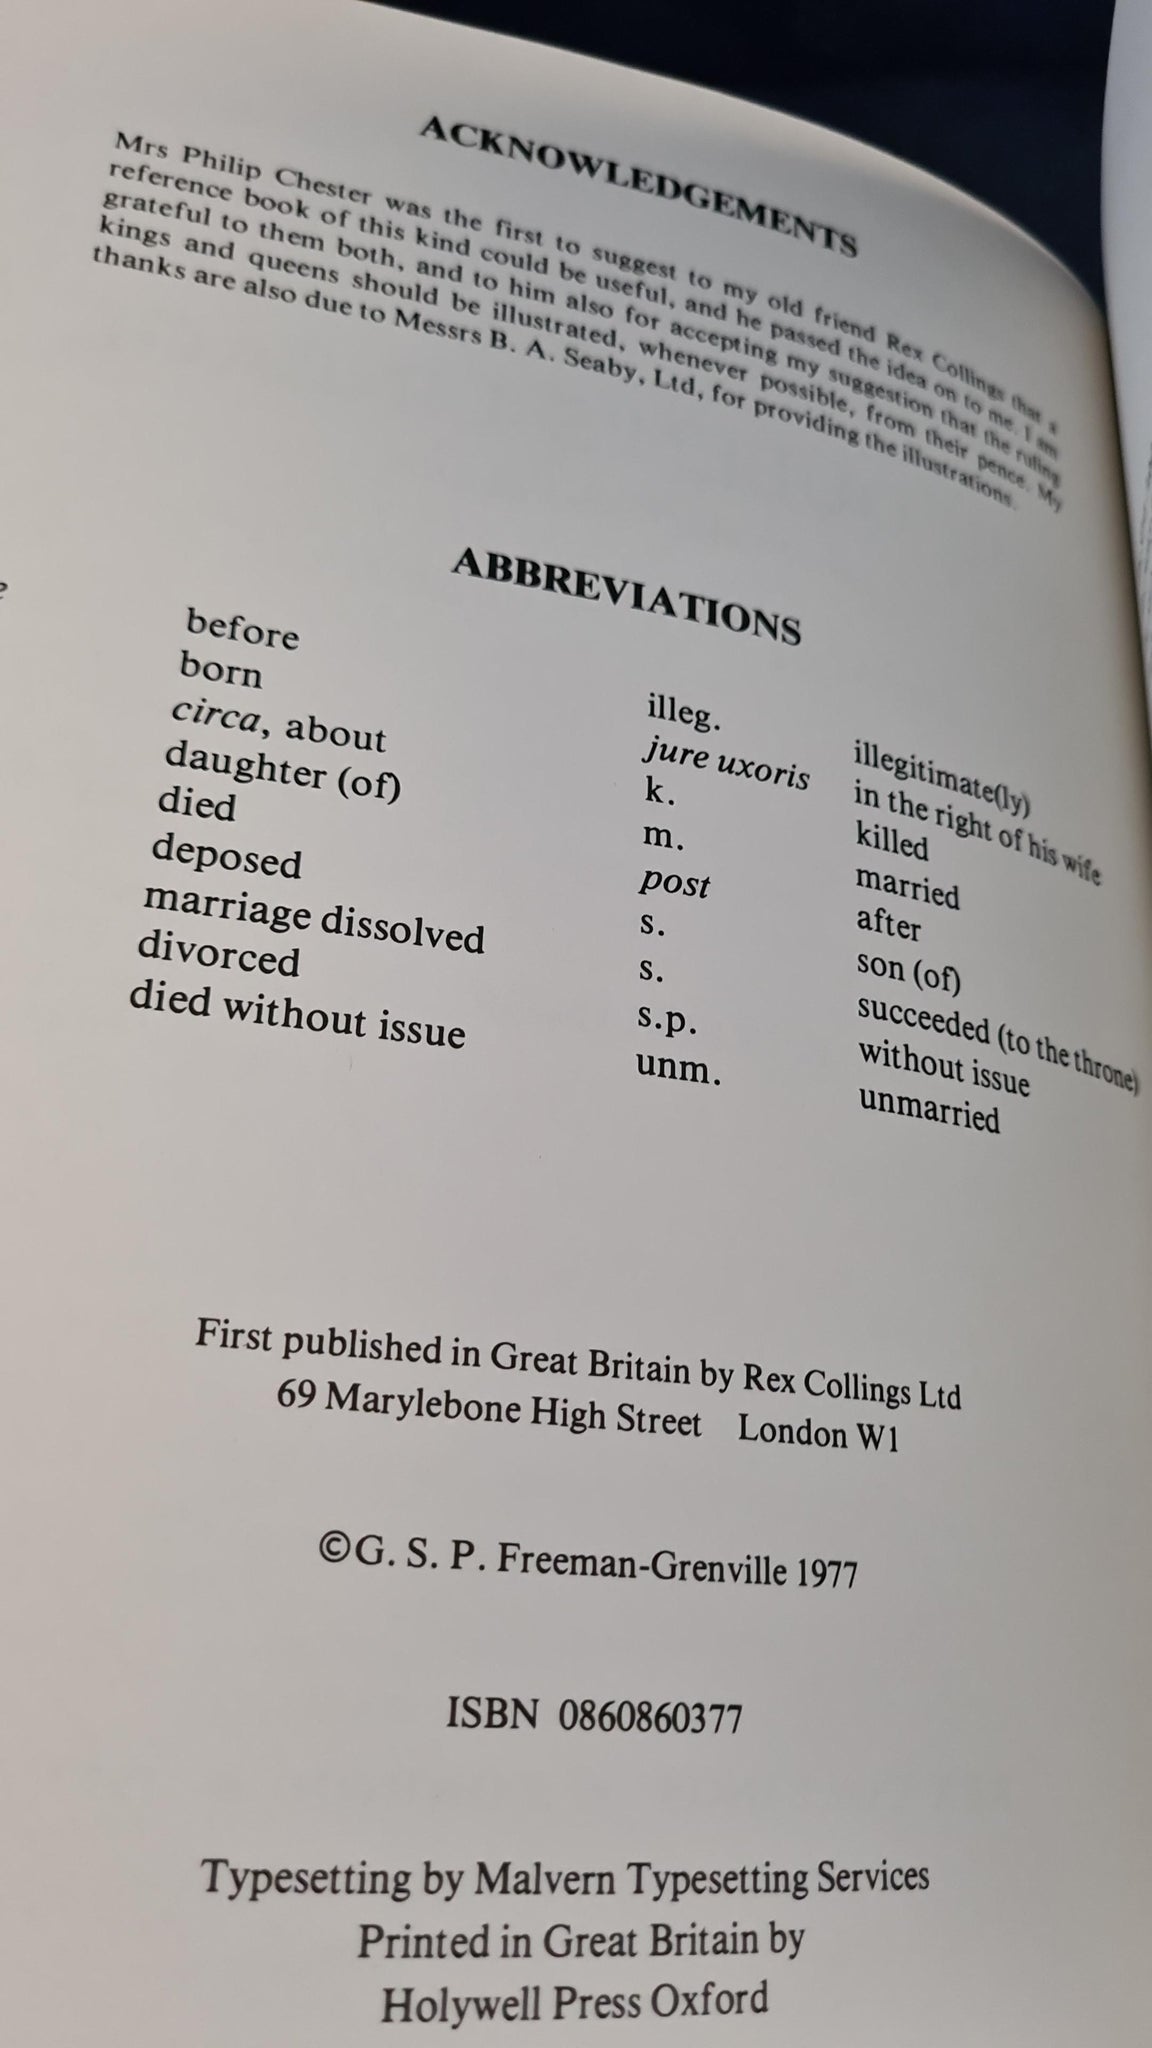 ACKNOWLEDGEMENTS
Mrs Philip Chester was the first to suggest to my old friend Rex Collings that a
reference book of this kind could be useful, and he passed the idea on to me. I am
grateful to them both, and to him also for accepting my suggestion that the ruling
kings and queens should be illustrated, whenever possible, from their pence. My
thanks are also due to Messrs B. A. Seaby, Ltd, for providing the illustrations.
ABBREVIATIONS
before
born
circa, about
daughter (of)
died
deposed
marriage dissolved
divorced
died without issue
illeg. illegitimate(ly)
jure uxoris in the right of his wife
k. killed
m. married
post after
s. son (of)
s. succeeded (to the throne)
s.p. without issue
unm. unmarried
First published in Great Britain by Rex Collings Ltd
69 Marylebone High Street London W1
©G. S. P. Freeman-Grenville 1977
ISBN 0860860377
Typesetting by Malvern Typesetting Services
Printed in Great Britain by
Holywell Press Oxford